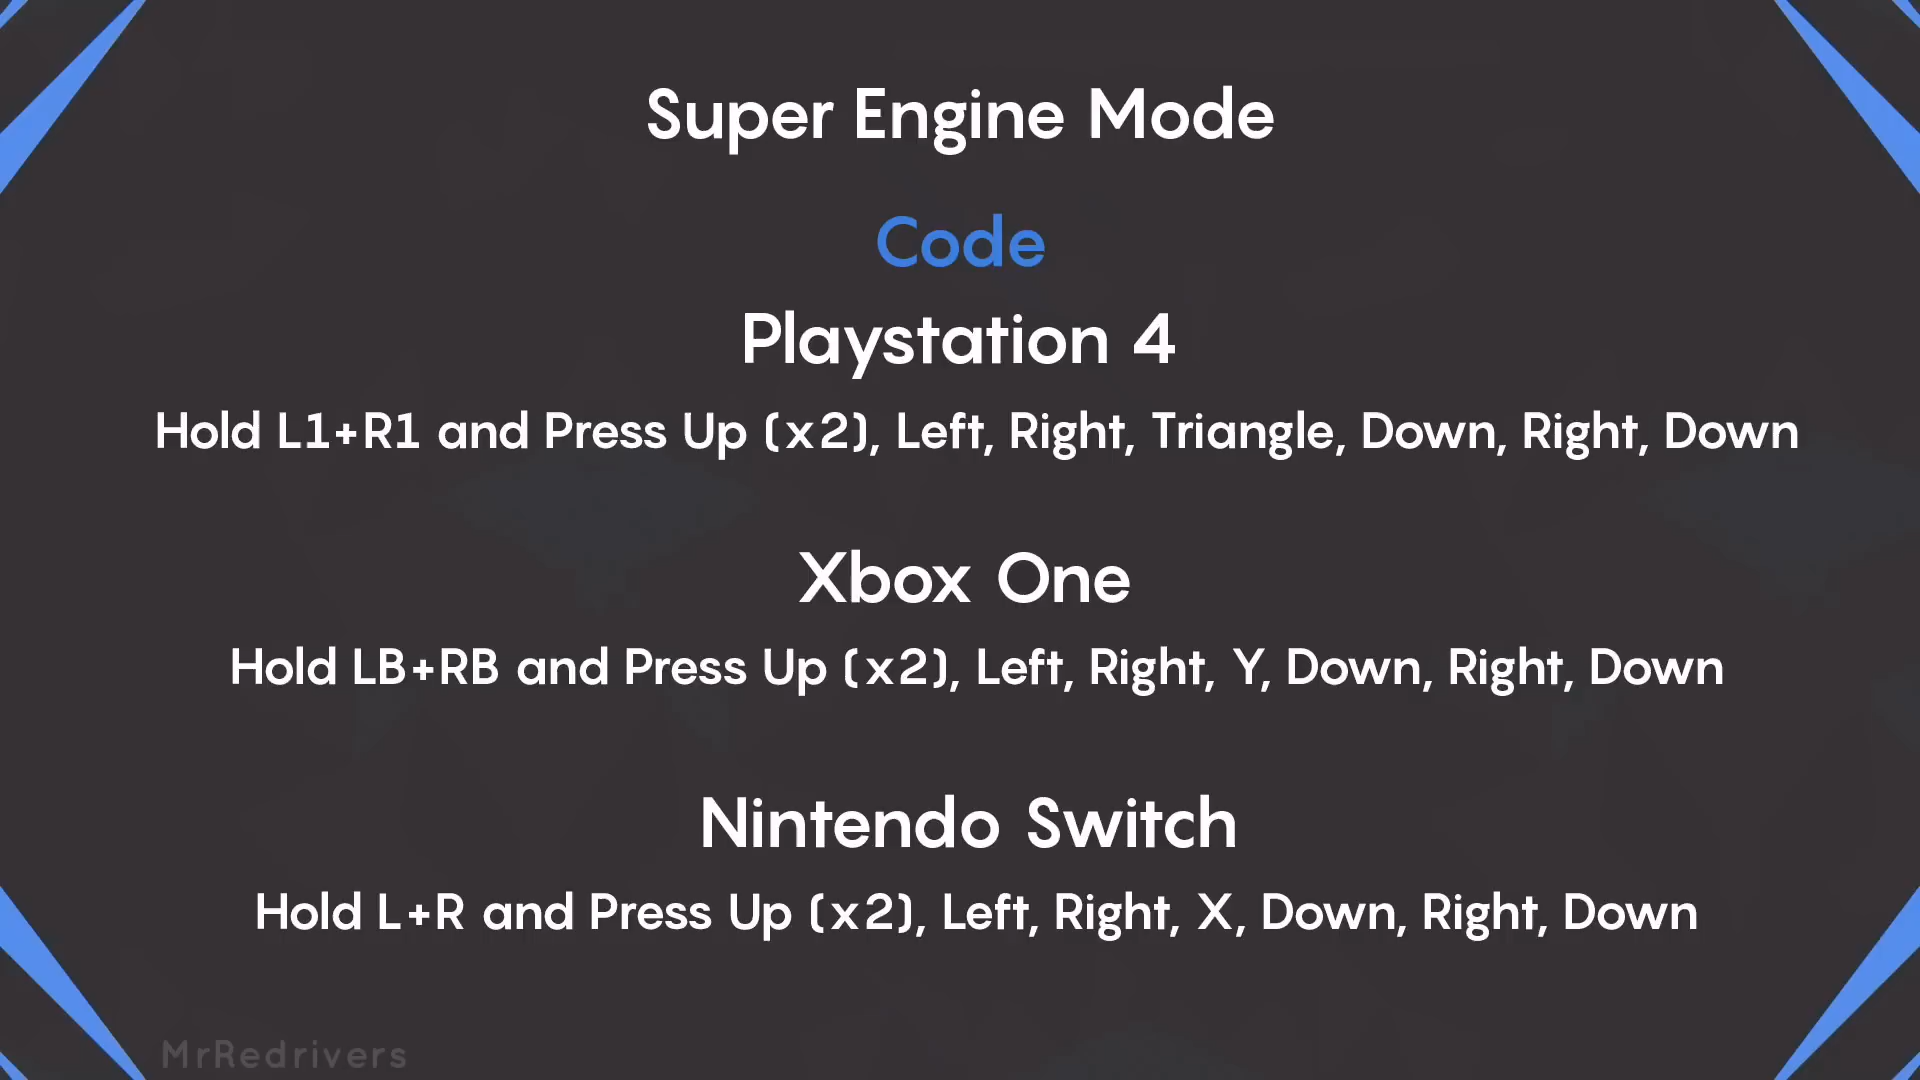 Super Engine Mode
Code
Playstation 4
Hold L1+R1 and Press Up (x2), Left, Right, Triangle, Down, Right, Down
Xbox One
Hold LB+RB and Press Up (x2), Left, Right, Y, Down, Right, Down
Nintendo Switch
Hold L+R and Press Up (x2), Left, Right, X, Down, Right, Down
MrRedrivers